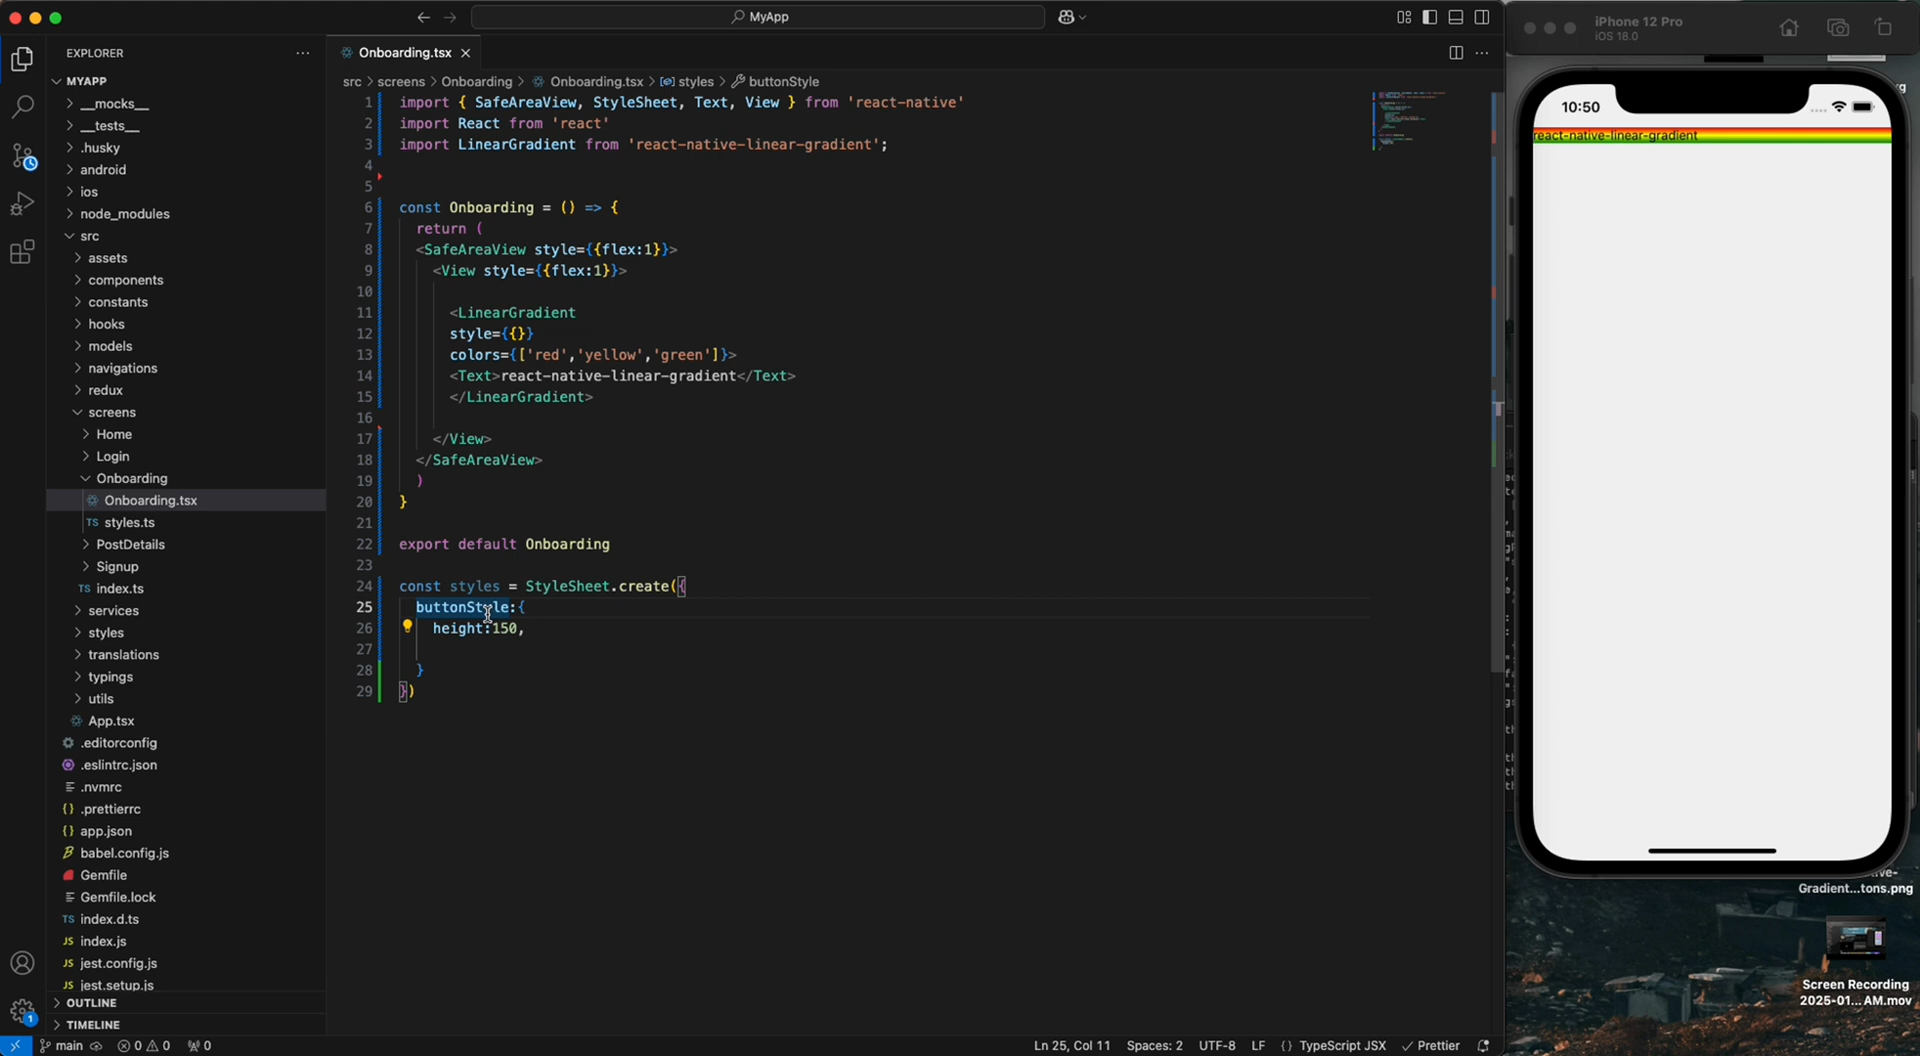 MyApp
EXPLORER
MYAPP
__mocks__
__tests__
.husky
android
ios
node_modules
src
assets
components
constants
hooks
models
navigations
redux
screens
Home
Login
Onboarding
Onboarding.tsx
styles.ts
PostDetails
Signup
index.ts
services
styles
translations
typings
utils
App.tsx
.editorconfig
.eslintrc.json
.nvmrc
.prettierrc
app.json
babel.config.js
Gemfile
Gemfile.lock
index.d.ts
index.js
jest.config.js
jest.setup.js
OUTLINE
TIMELINE
1
Onboarding.tsx
src > screens > Onboarding > Onboarding.tsx > styles > buttonStyle
1 import { SafeAreaView, StyleSheet, Text, View } from 'react-native'
2 import React from 'react'
3 import LinearGradient from 'react-native-linear-gradient';
4
5
6 const Onboarding = () => {
7 return (
8 <SafeAreaView style={{flex:1}}>
9 <View style={{flex:1}}>
10
11 <LinearGradient
12 style={{}}
13 colors={['red','yellow','green']}>
14 <Text>react-native-linear-gradient</Text>
15 </LinearGradient>
16
17 </View>
18 </SafeAreaView>
19 )
20 }
21
22 export default Onboarding
23
24 const styles = StyleSheet.create({
25 buttonStyle:{
26 height:150,
27
28 }
29 })
main 0 0 0
Ln 25, Col 11 Spaces: 2 UTF-8 LF {} TypeScript JSX Prettier
iPhone 12 Pro
iOS 18.0
10:50
react-native-linear-gradient
Gradient...tons.png
Screen Recording
2025-01... AM.mov